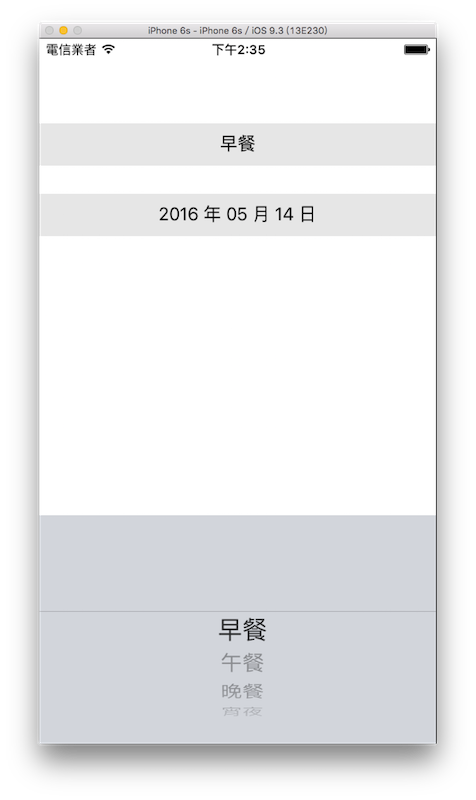 iPhone 6s - iPhone 6s / iOS 9.3 (13E230)
電信業者 下午2:35
早餐
2016 年 05 月 14 日
早餐
午餐
晚餐
宵夜